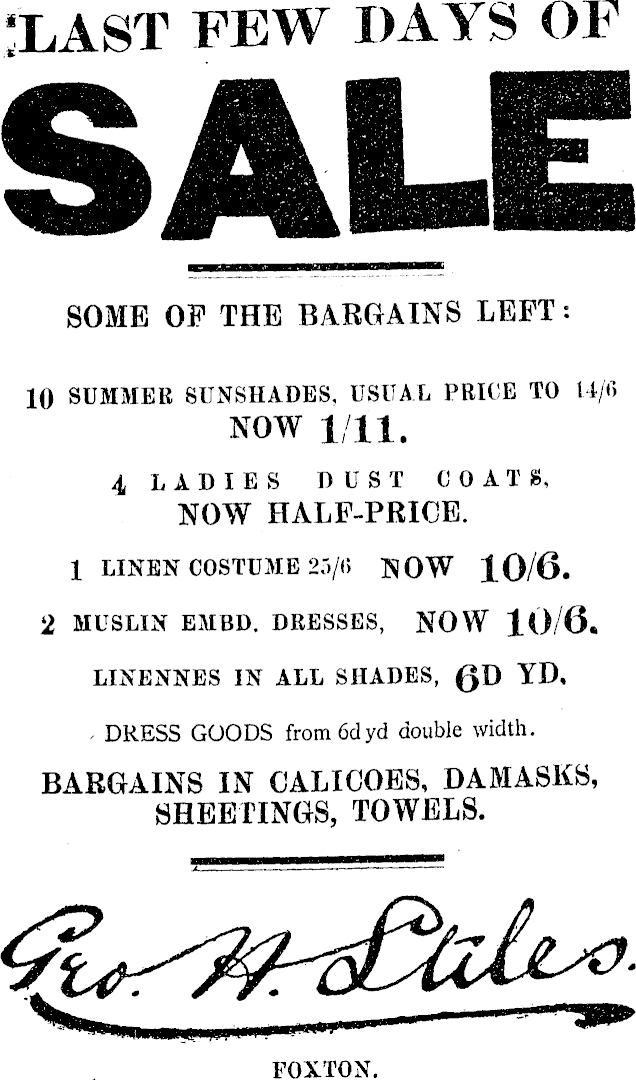 LAST FEW DAYS OF
SALE
SOME OF THE BARGAINS LEFT:
10 SUMMER SUNSHADES, USUAL PRICE TO 14/6
NOW 1/11.
4 LADIES DUST COATS,
NOW HALF-PRICE.
1 LINEN COSTUME 25/6 NOW 10/6.
2 MUSLIN EMBD. DRESSES, NOW 10/6.
LINENNES IN ALL SHADES, 6D YD.
DRESS GOODS from 6d yd double width.
BARGAINS IN CALICOES, DAMASKS,
SHEETINGS, TOWELS.
Geo. H. Stiles.
FOXTON.